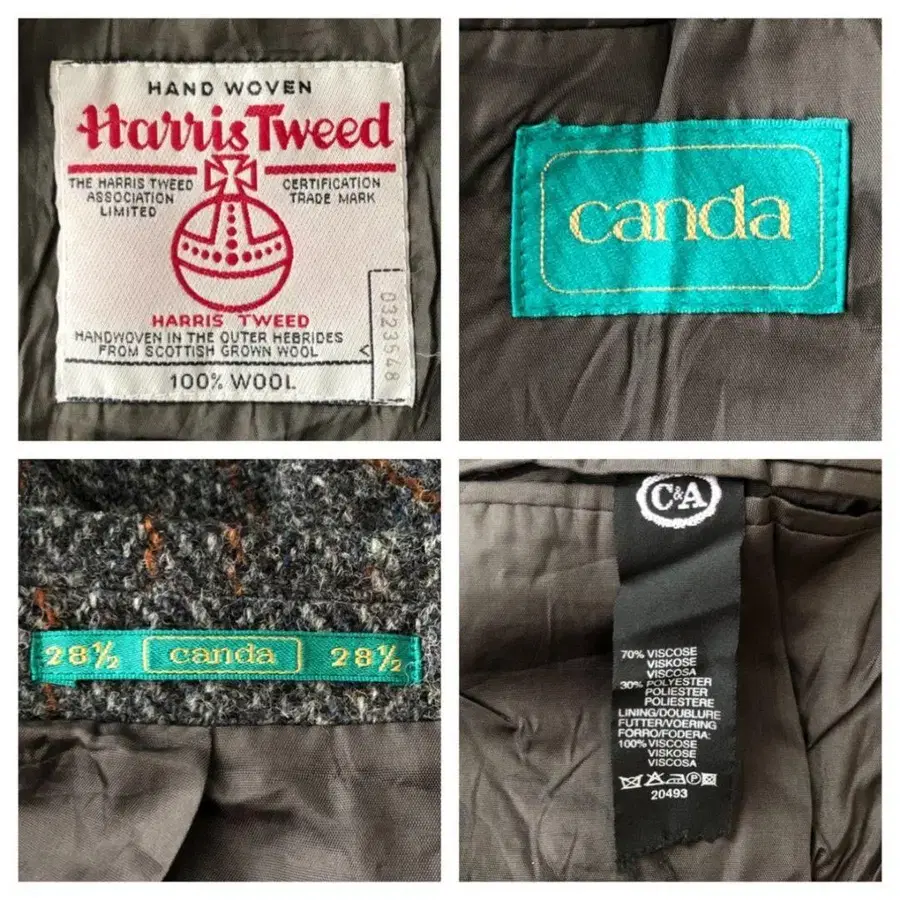 HAND WOVEN
Harris Tweed
THE HARRIS TWEED
ASSOCIATION
LIMITED
CERTIFICATION
TRADE MARK
HARRIS TWEED
HANDWOVEN IN THE OUTER HEBRIDES
FROM SCOTTISH GROWN WOOL
100% WOOL
0323548
canda
28½ canda 28½
C&A
70% VISCOSE
VISKOSE
VISCOSA
30% POLYESTER
POLIESTER
POLIESTERE
LINING/DOUBLURE
FUTTER/VOERING
FORRO/FODERA:
100% VISCOSE
VISKOSE
VISCOSA
P
20493